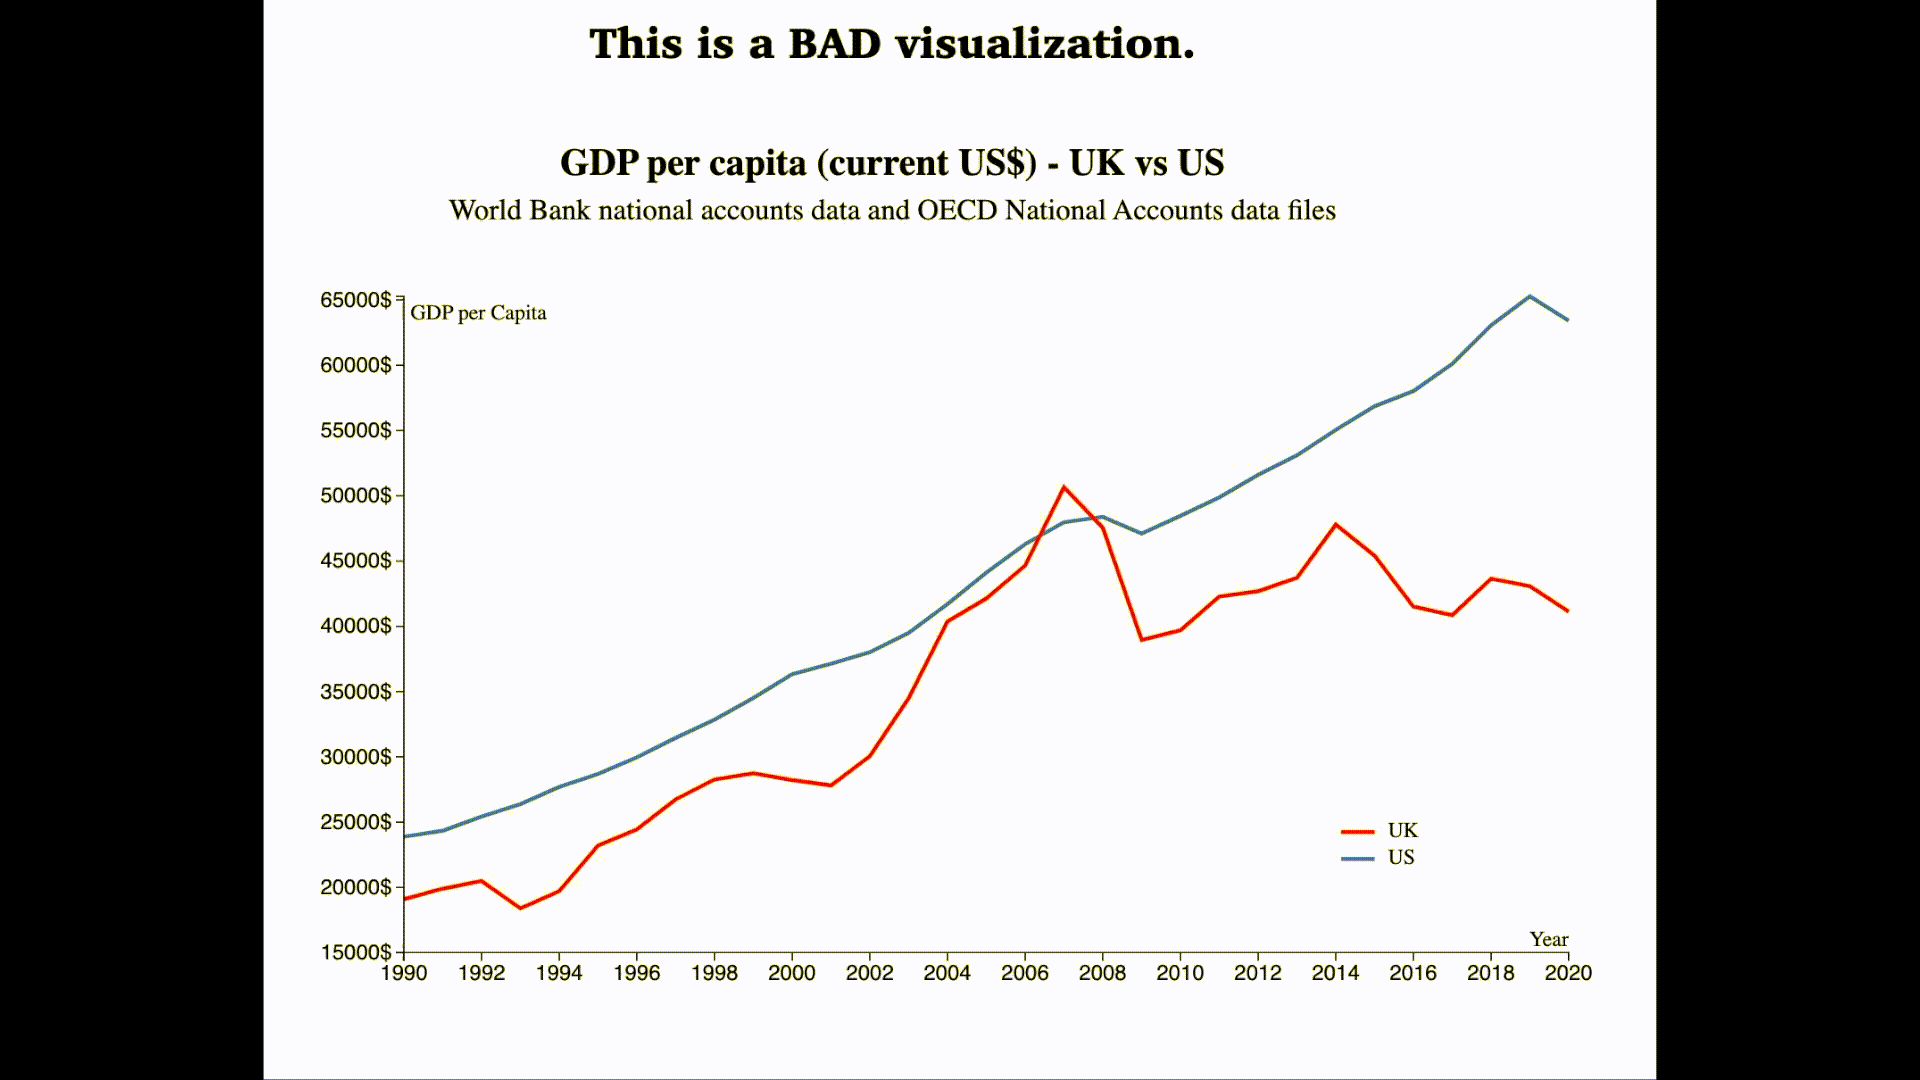 This is a BAD visualization.
GDP per capita (current US$) - UK vs US
World Bank national accounts data and OECD National Accounts data files
65000$
GDP per Capita
60000$
55000$
50000$
45000$
40000$
35000$
30000$
25000$
UK
US
20000$
Year
15000$
1990 1992 1994 1996 1998 2000 2002 2004 2006 2008 2010 2012 2014 2016 2018 2020